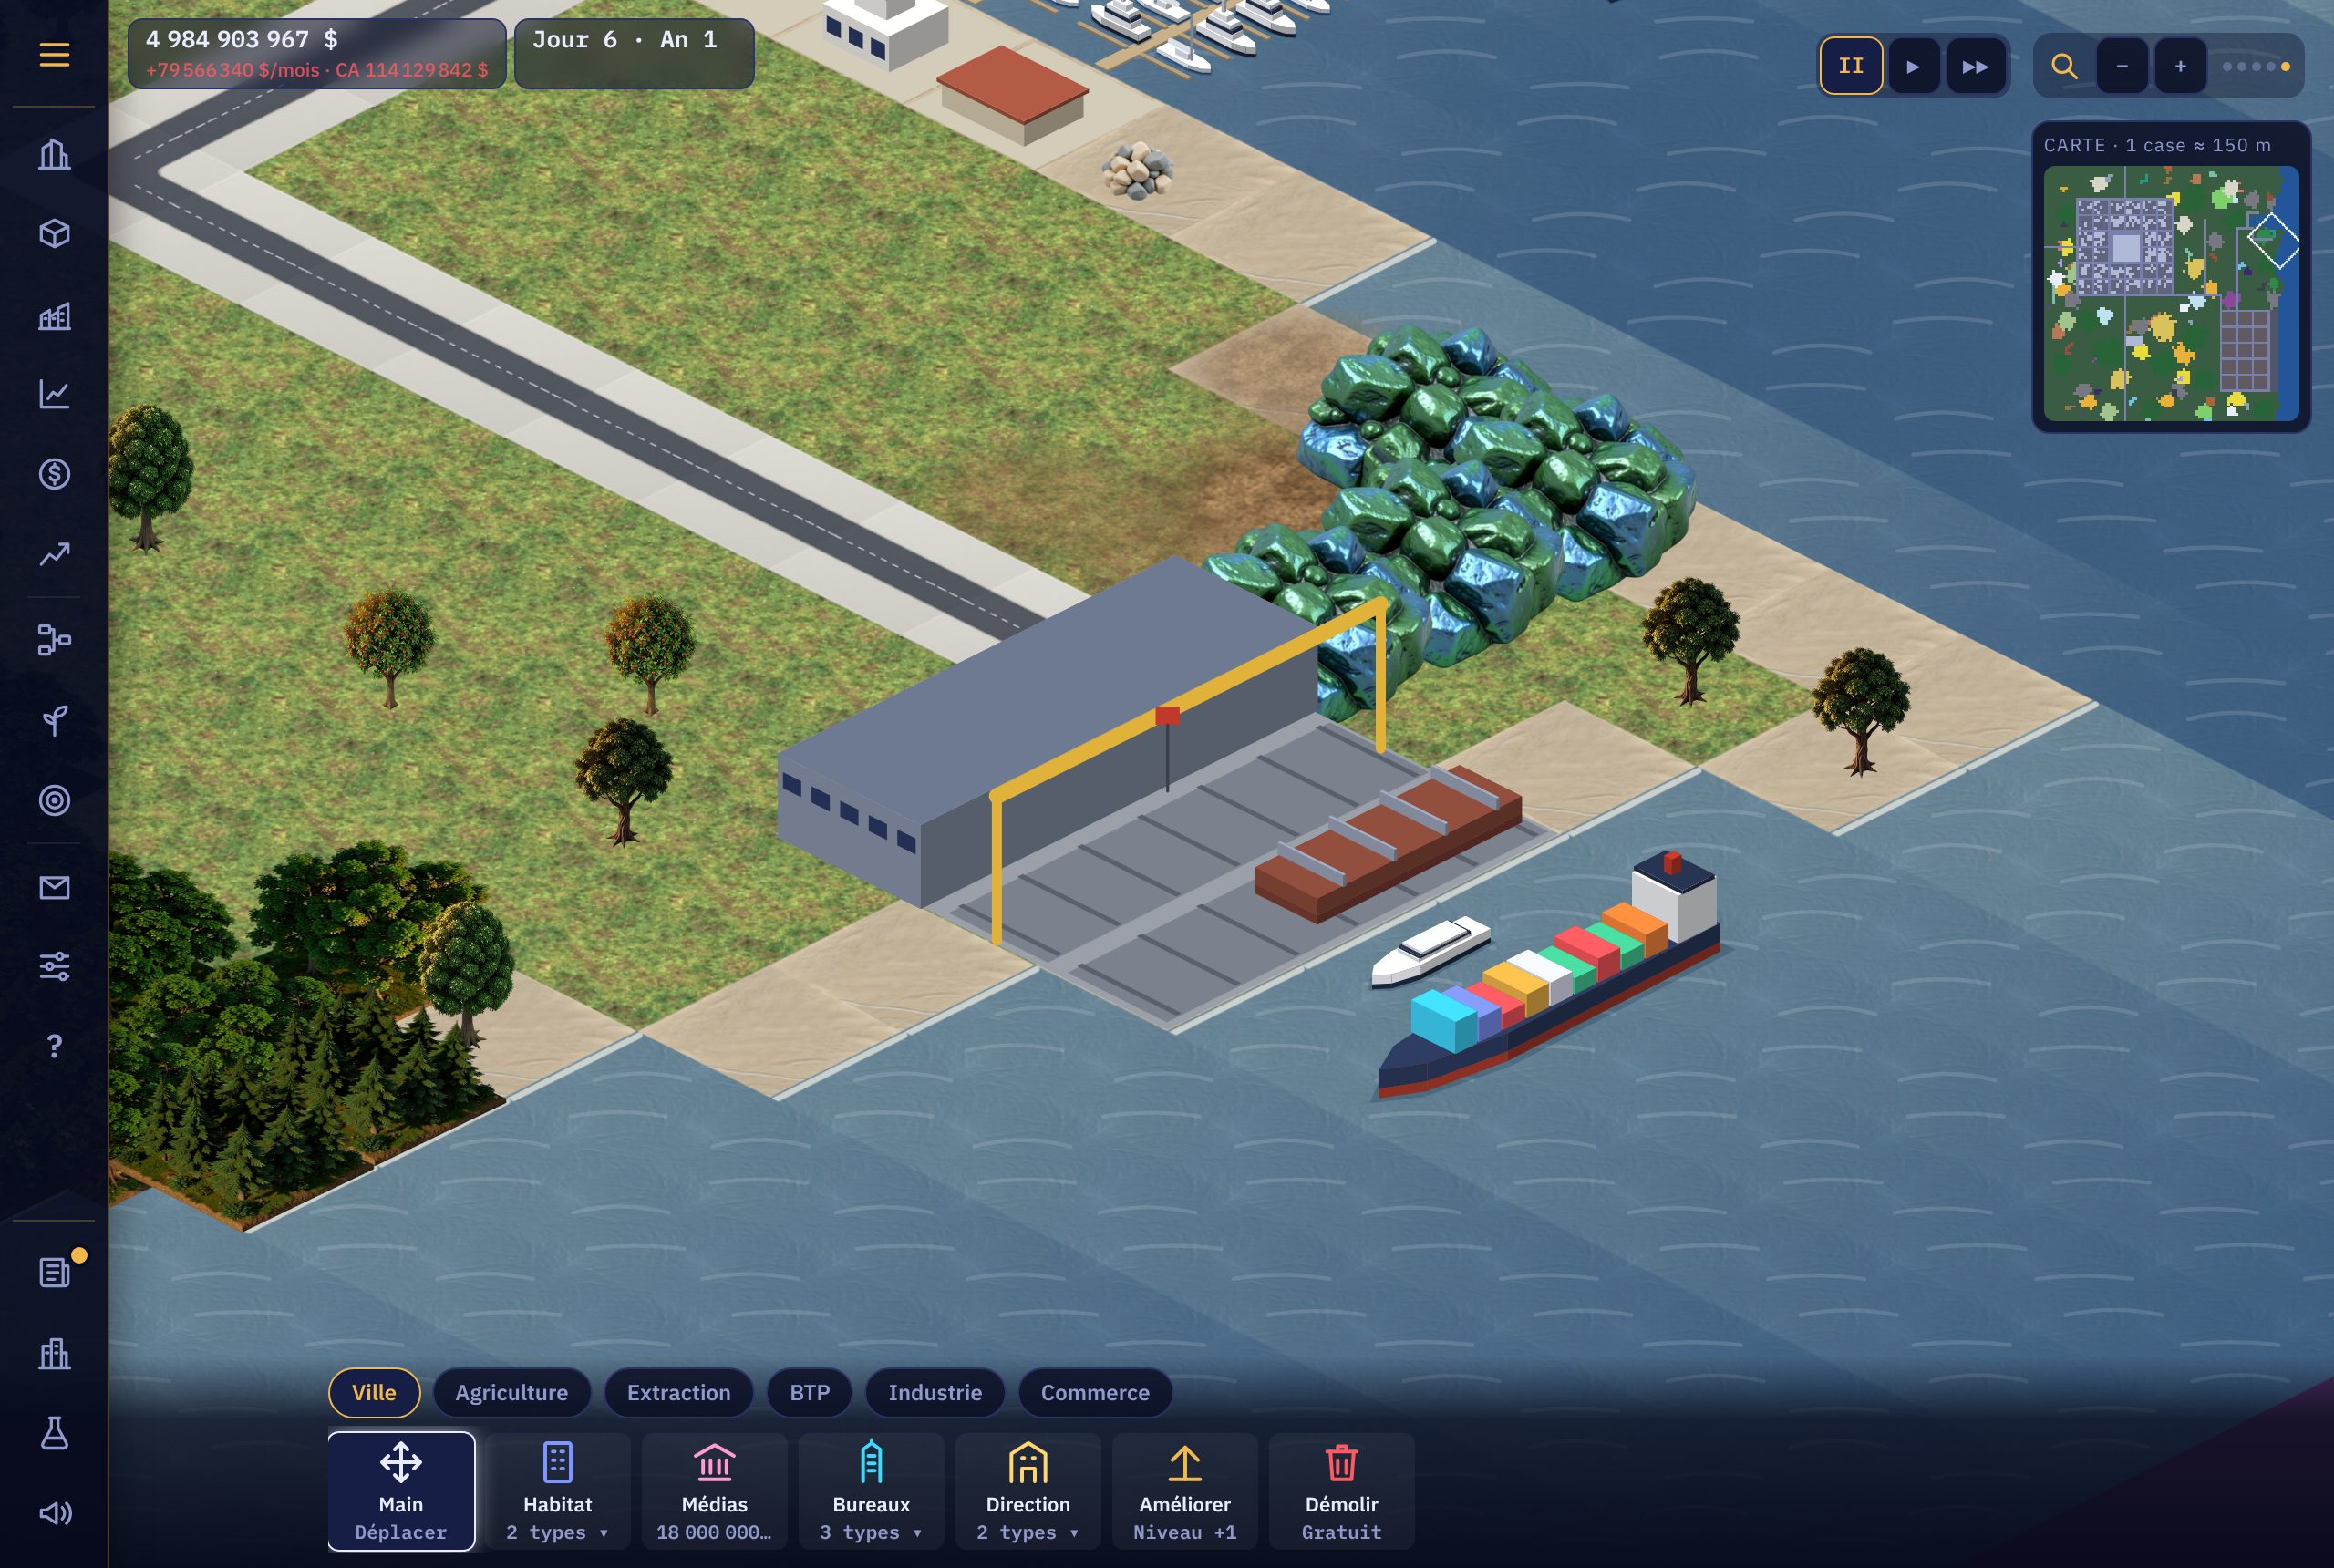 4 984 903 967 $
+79 566 340 $/mois · CA 114 129 842 $
Jour 6 · An 1
CARTE · 1 case ≈ 150 m
Ville
Agriculture
Extraction
BTP
Industrie
Commerce
Main
Déplacer
Habitat
2 types ▾
Médias
18 000 000…
Bureaux
3 types ▾
Direction
2 types ▾
Améliorer
Niveau +1
Démolir
Gratuit